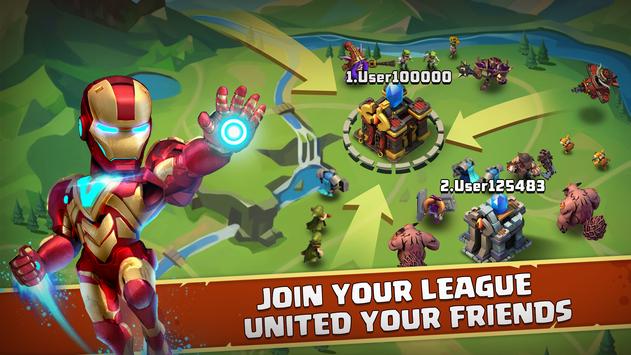 1.User100000
2.User125483
JOIN YOUR LEAGUE
UNITED YOUR FRIENDS